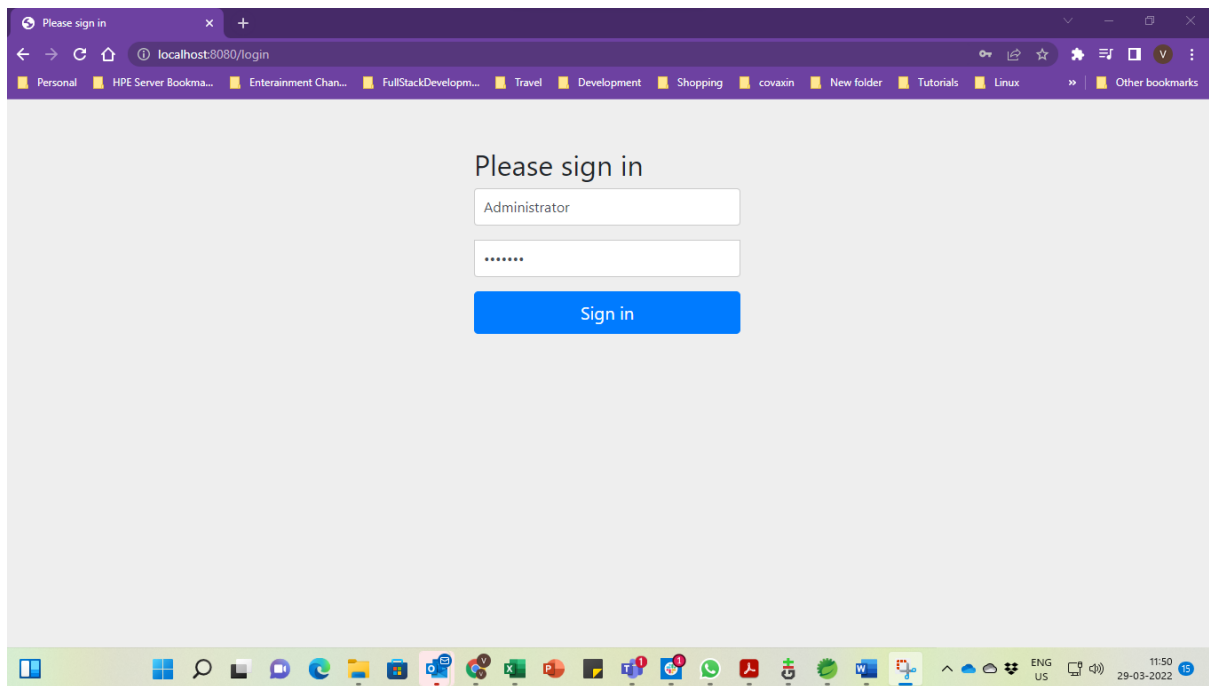 Please sign in
localhost:8080/login
V
Personal HPE Server Bookma... Enterainment Chan... FullStackDevelopm... Travel Development Shopping covaxin New folder Tutorials Linux » Other bookmarks
Please sign in
Administrator
•••••••
Sign in
ENG 11:50
US 29-03-2022 15